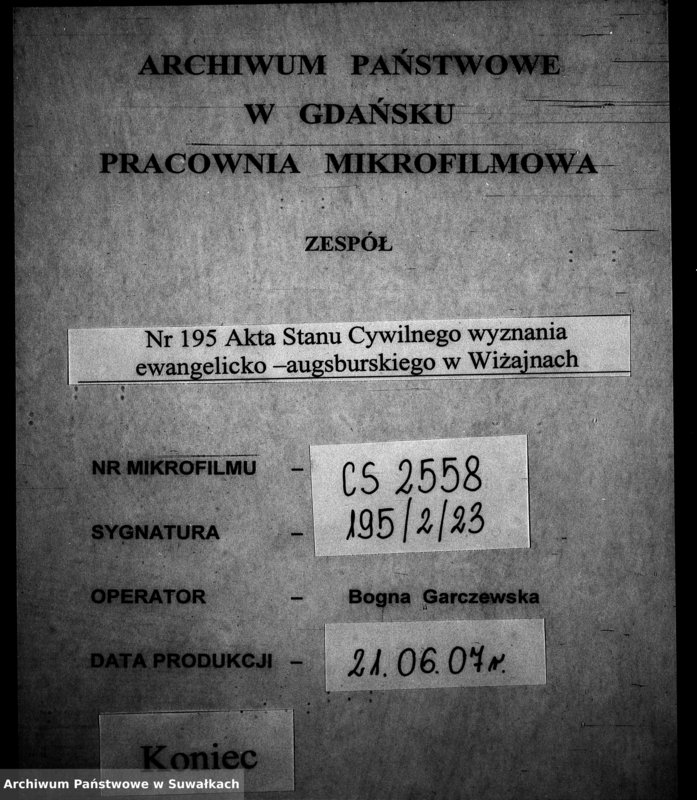 ARCHIWUM PAŃSTWOWE
W GDAŃSKU
PRACOWNIA MIKROFILMOWA
ZESPÓŁ
Nr 195 Akta Stanu Cywilnego wyznania
ewangelicko –augsburskiego w Wiżajnach
NR MIKROFILMU – CS 2558
SYGNATURA – 195/2/23
OPERATOR – Bogna Garczewska
DATA PRODUKCJI – 21.06.07r.
Koniec
Archiwum Państwowe w Suwałkach